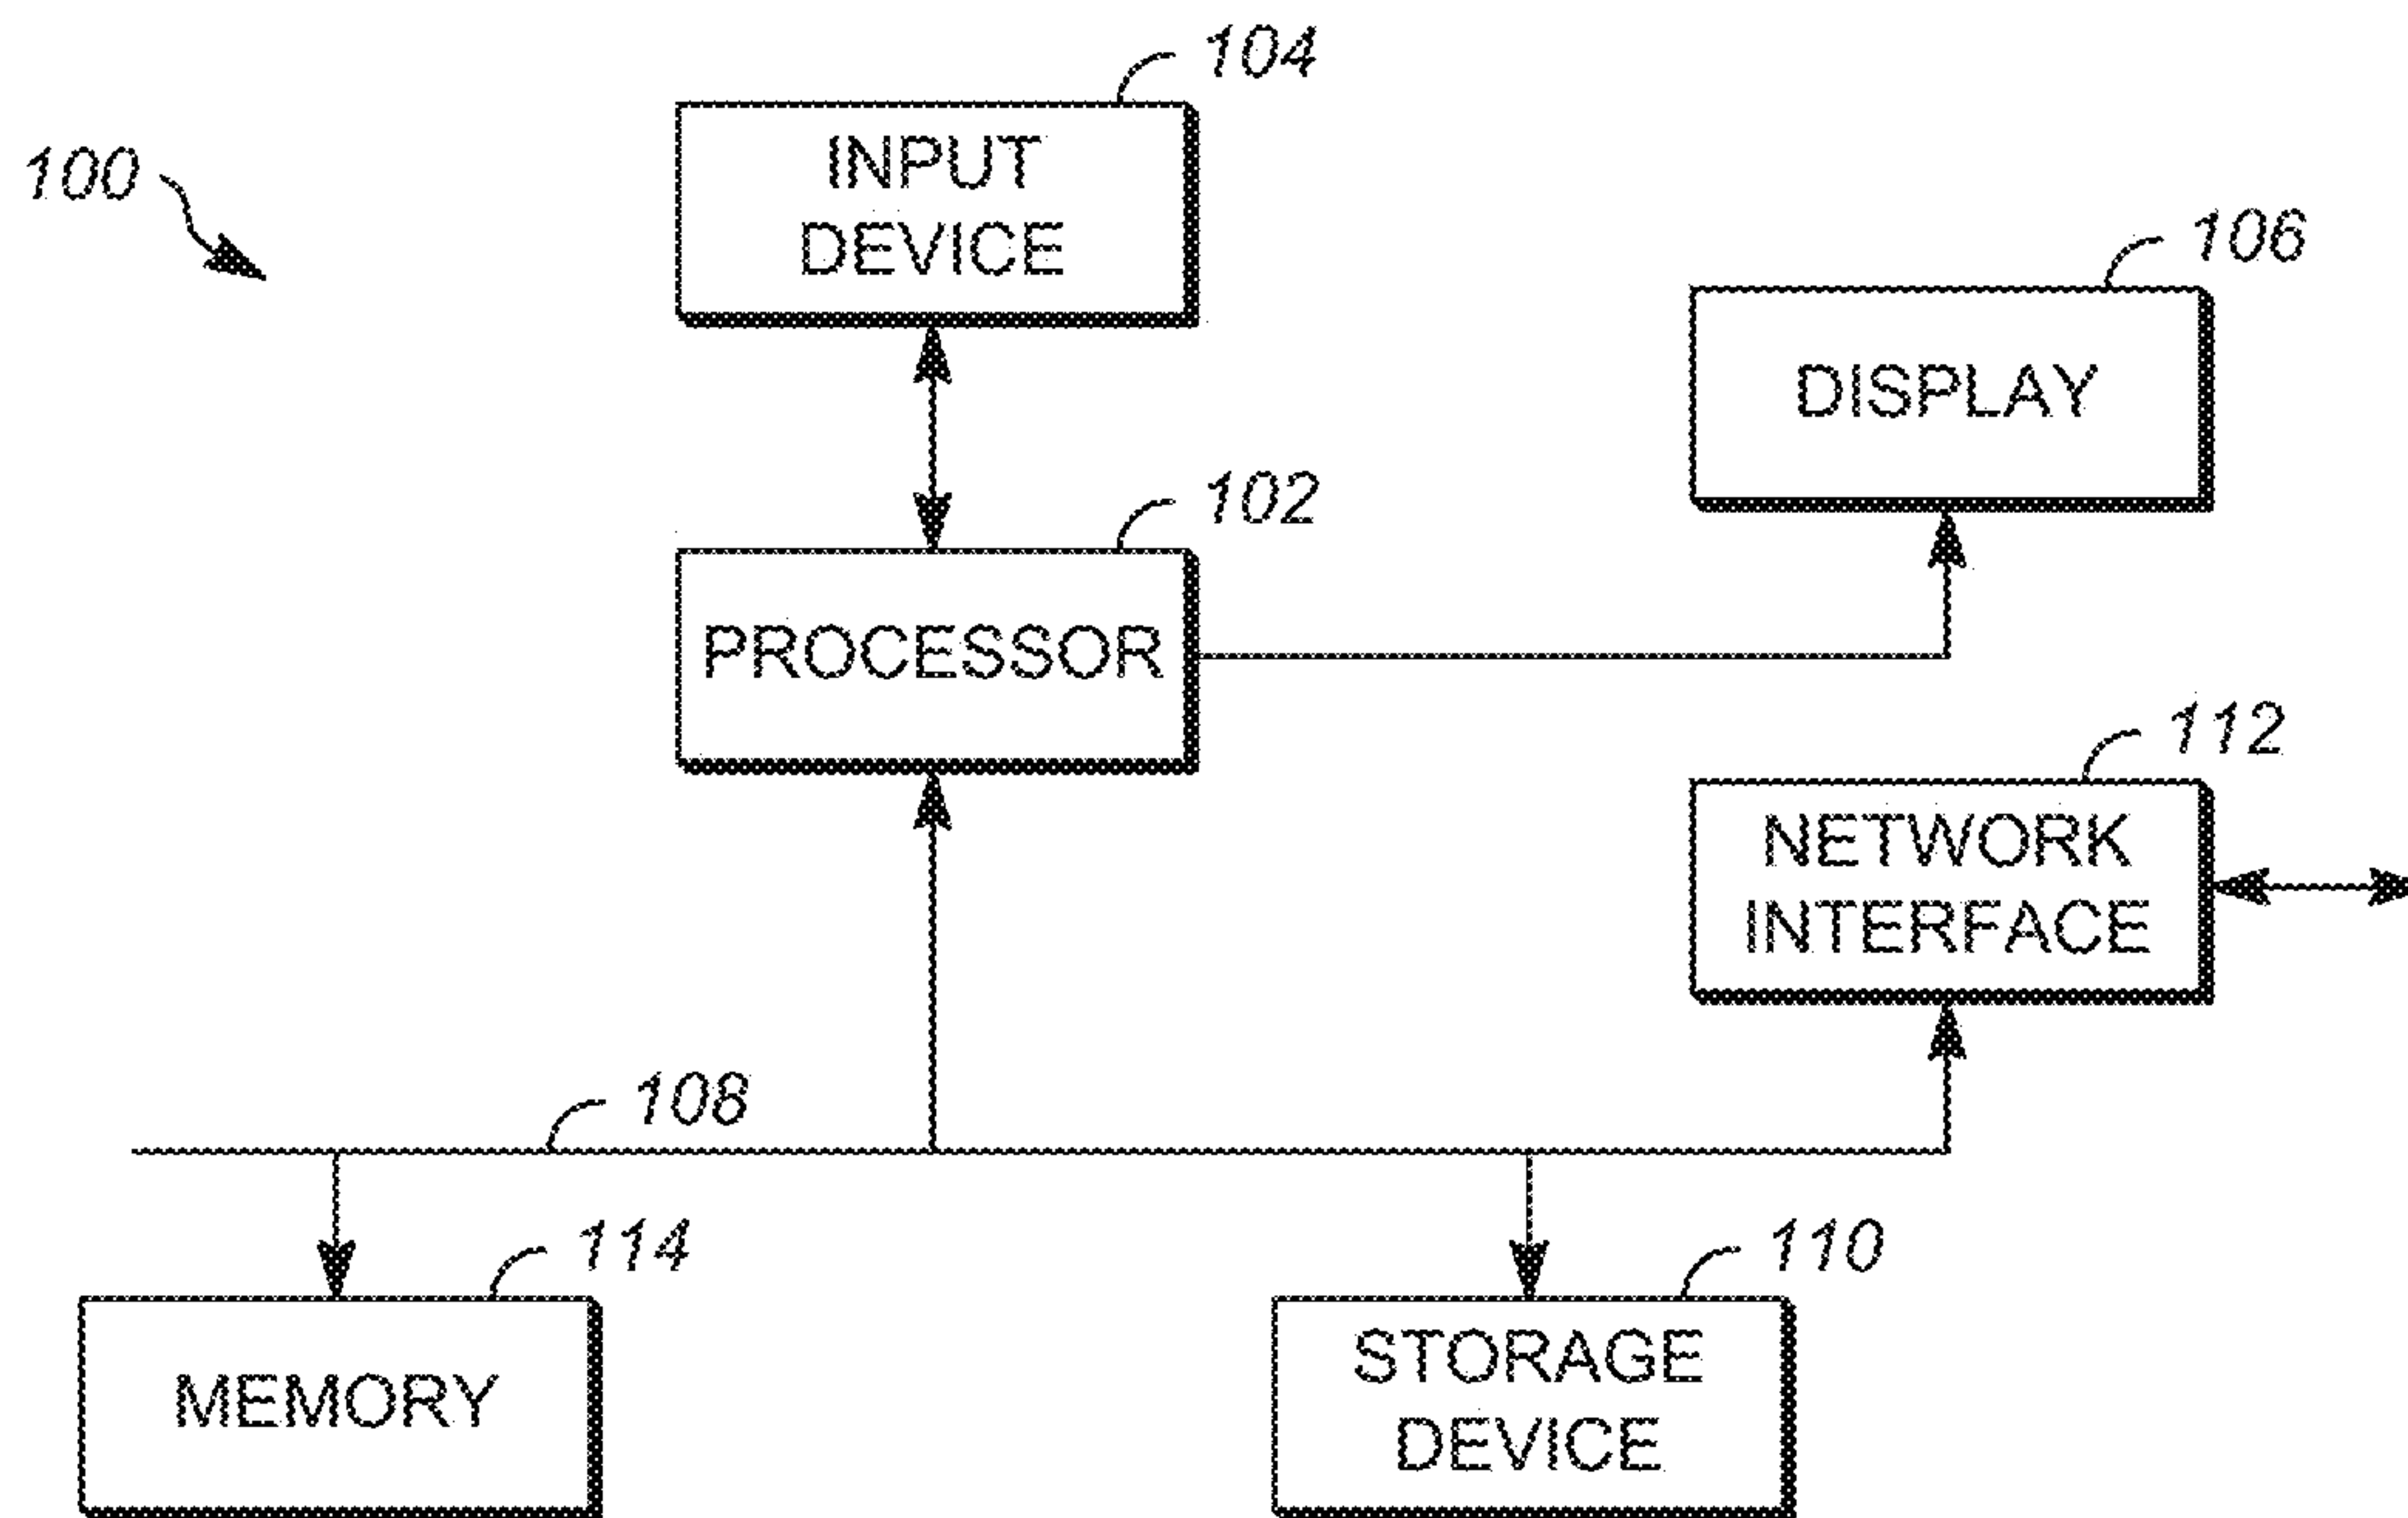 104
100
INPUT
DEVICE
106
DISPLAY
102
PROCESSOR
112
NETWORK
INTERFACE
108
114
110
MEMORY
STORAGE
DEVICE